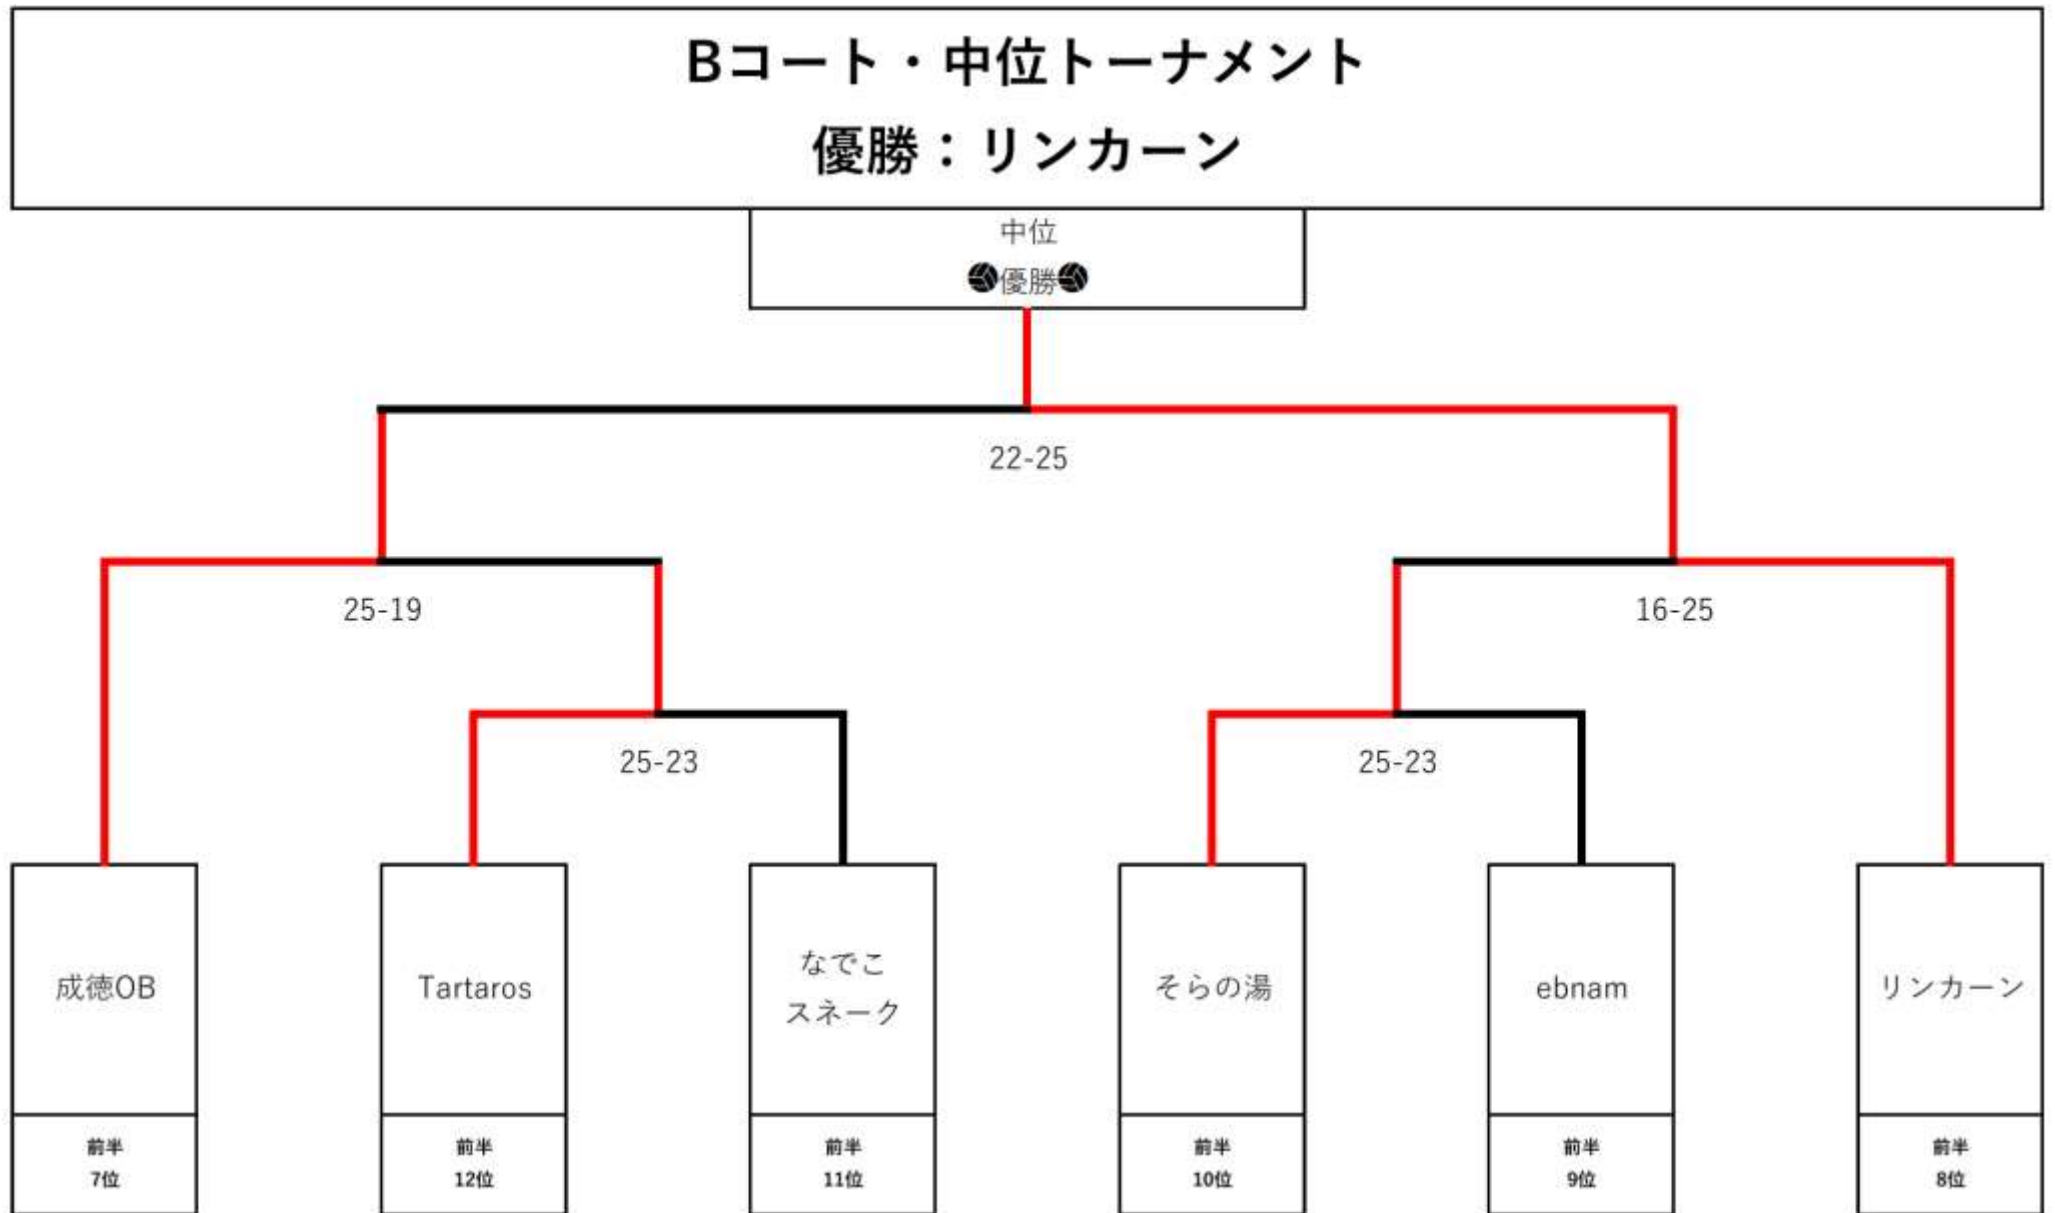 Bコート・中位トーナメント
優勝：リンカーン
中位
優勝
22-25
25-19
16-25
25-23
25-23
成徳OB
Tartaros
なでこ
スネーク
そらの湯
ebnam
リンカーン
前半
7位
前半
12位
前半
11位
前半
10位
前半
9位
前半
8位